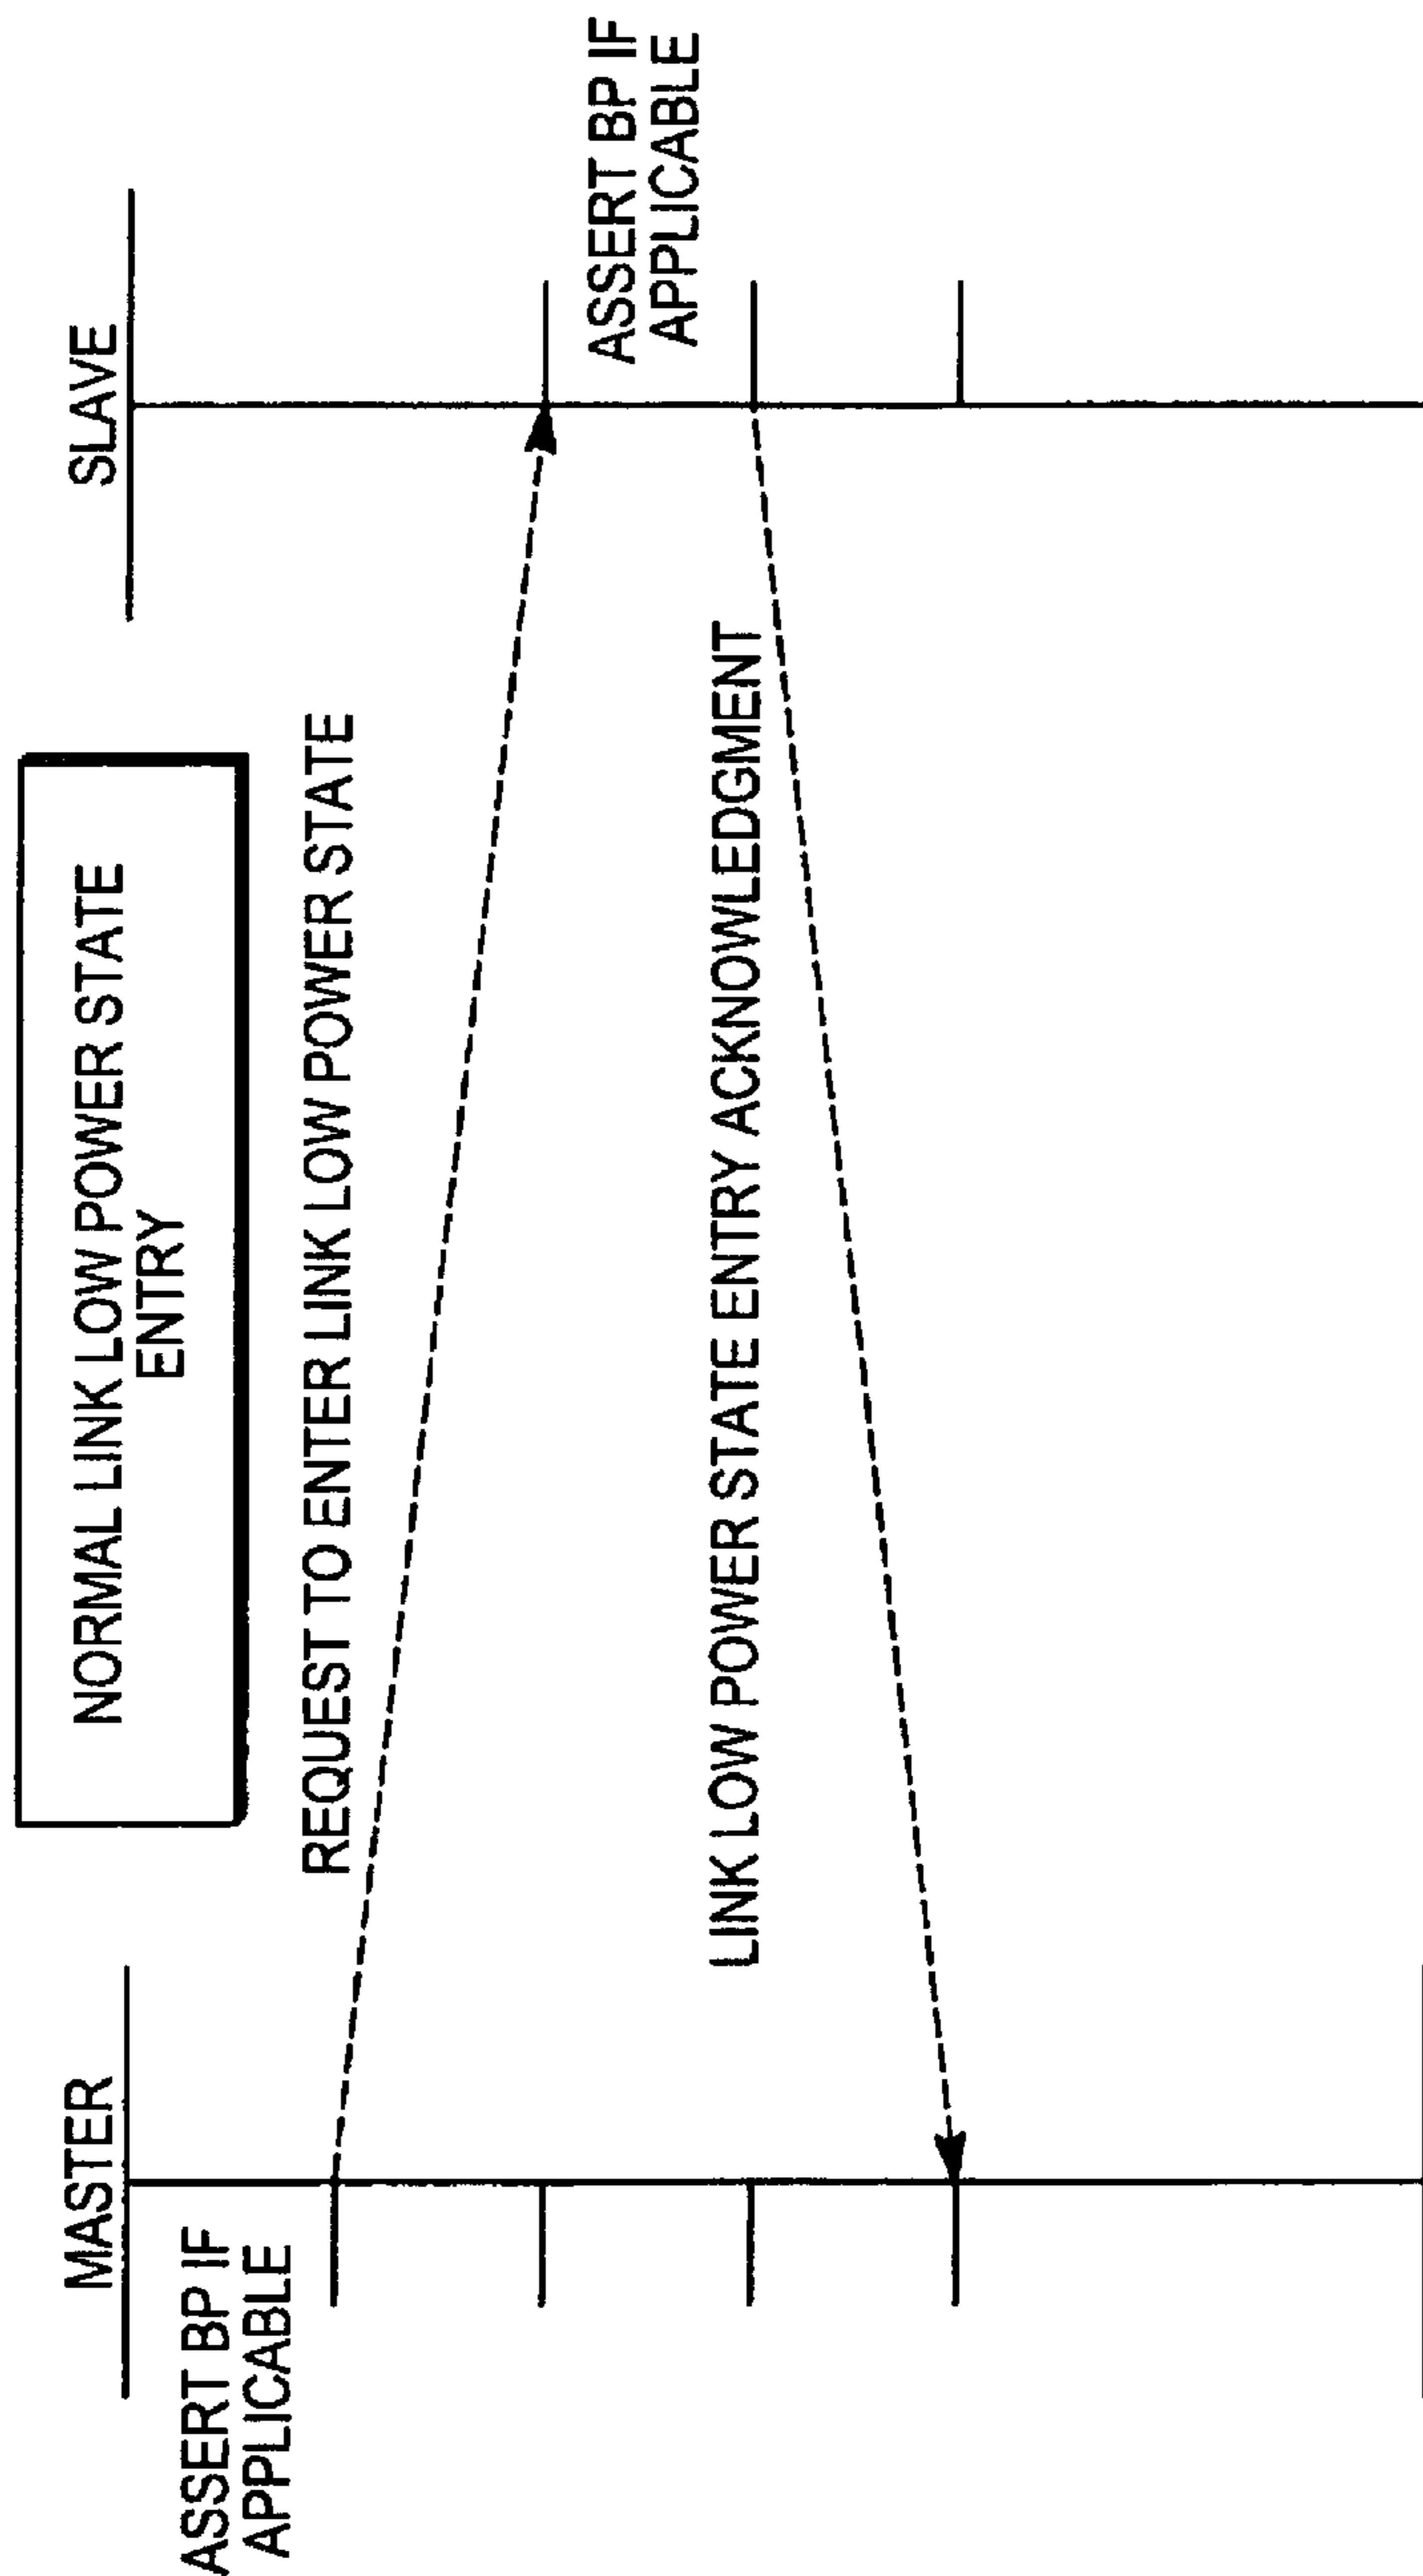 NORMAL LINK LOW POWER STATE
ENTRY
MASTER
SLAVE
ASSERT BP IF
APPLICABLE
REQUEST TO ENTER LINK LOW POWER STATE
ASSERT BP IF
APPLICABLE
LINK LOW POWER STATE ENTRY ACKNOWLEDGMENT